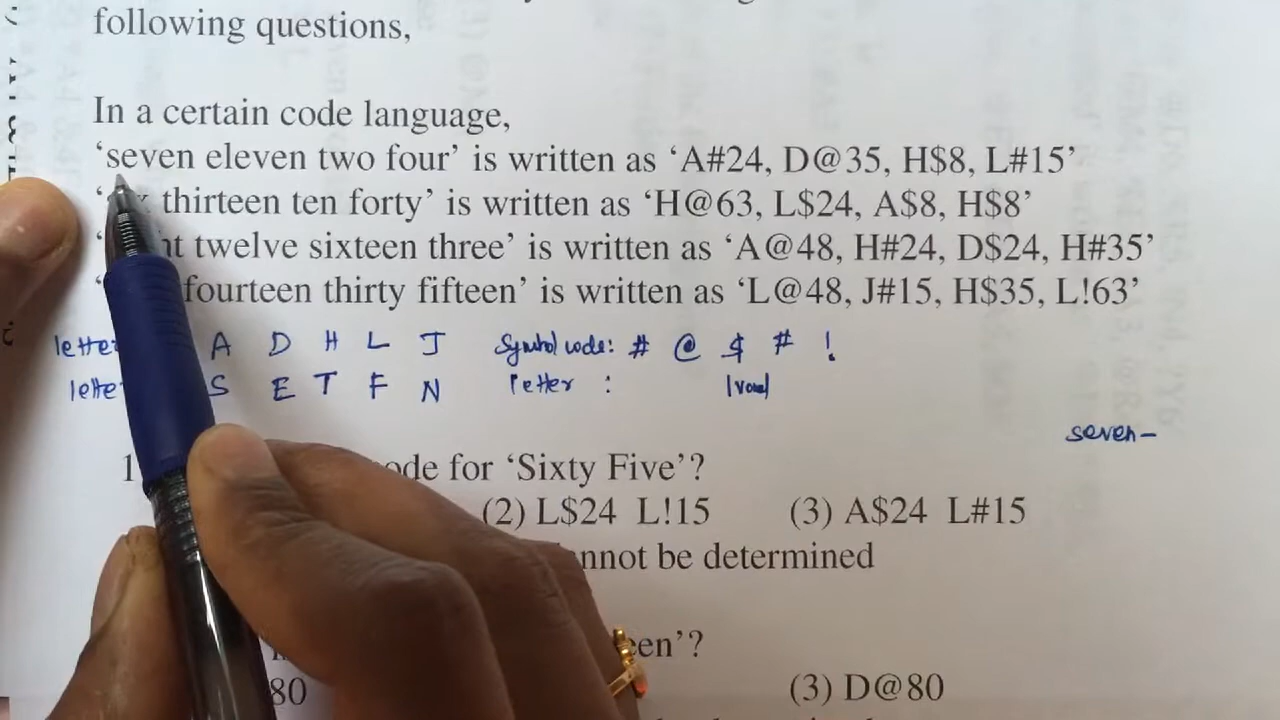 following questions,
In a certain code language,
‘seven eleven two four’ is written as ‘A#24, D@35, H$8, L#15’
thirteen ten forty’ is written as ‘H@63, L$24, A$8, H$8’
twelve sixteen three’ is written as ‘A@48, H#24, D$24, H#35’
fourteen thirty fifteen’ is written as ‘L@48, J#15, H$35, L!63’
A D H L J Symbol code: # @ $ # !
S E T F N letter : 1 vowel
seven-
for ‘Sixty Five’?
(2) L$24 L!15 (3) A$24 L#15
be determined
80 (3) D@80